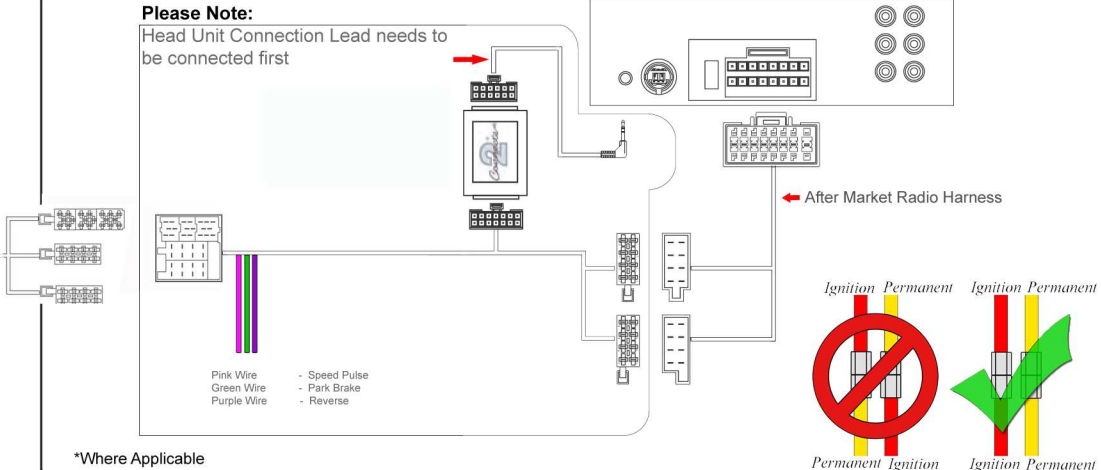 Please Note:
Head Unit Connection Lead needs to
be connected first
After Market Radio Harness
Ignition Permanent Ignition Permanent
Pink Wire - Speed Pulse
Green Wire - Park Brake
Purple Wire - Reverse
*Where Applicable
Permanent Ignition Ignition Permanent